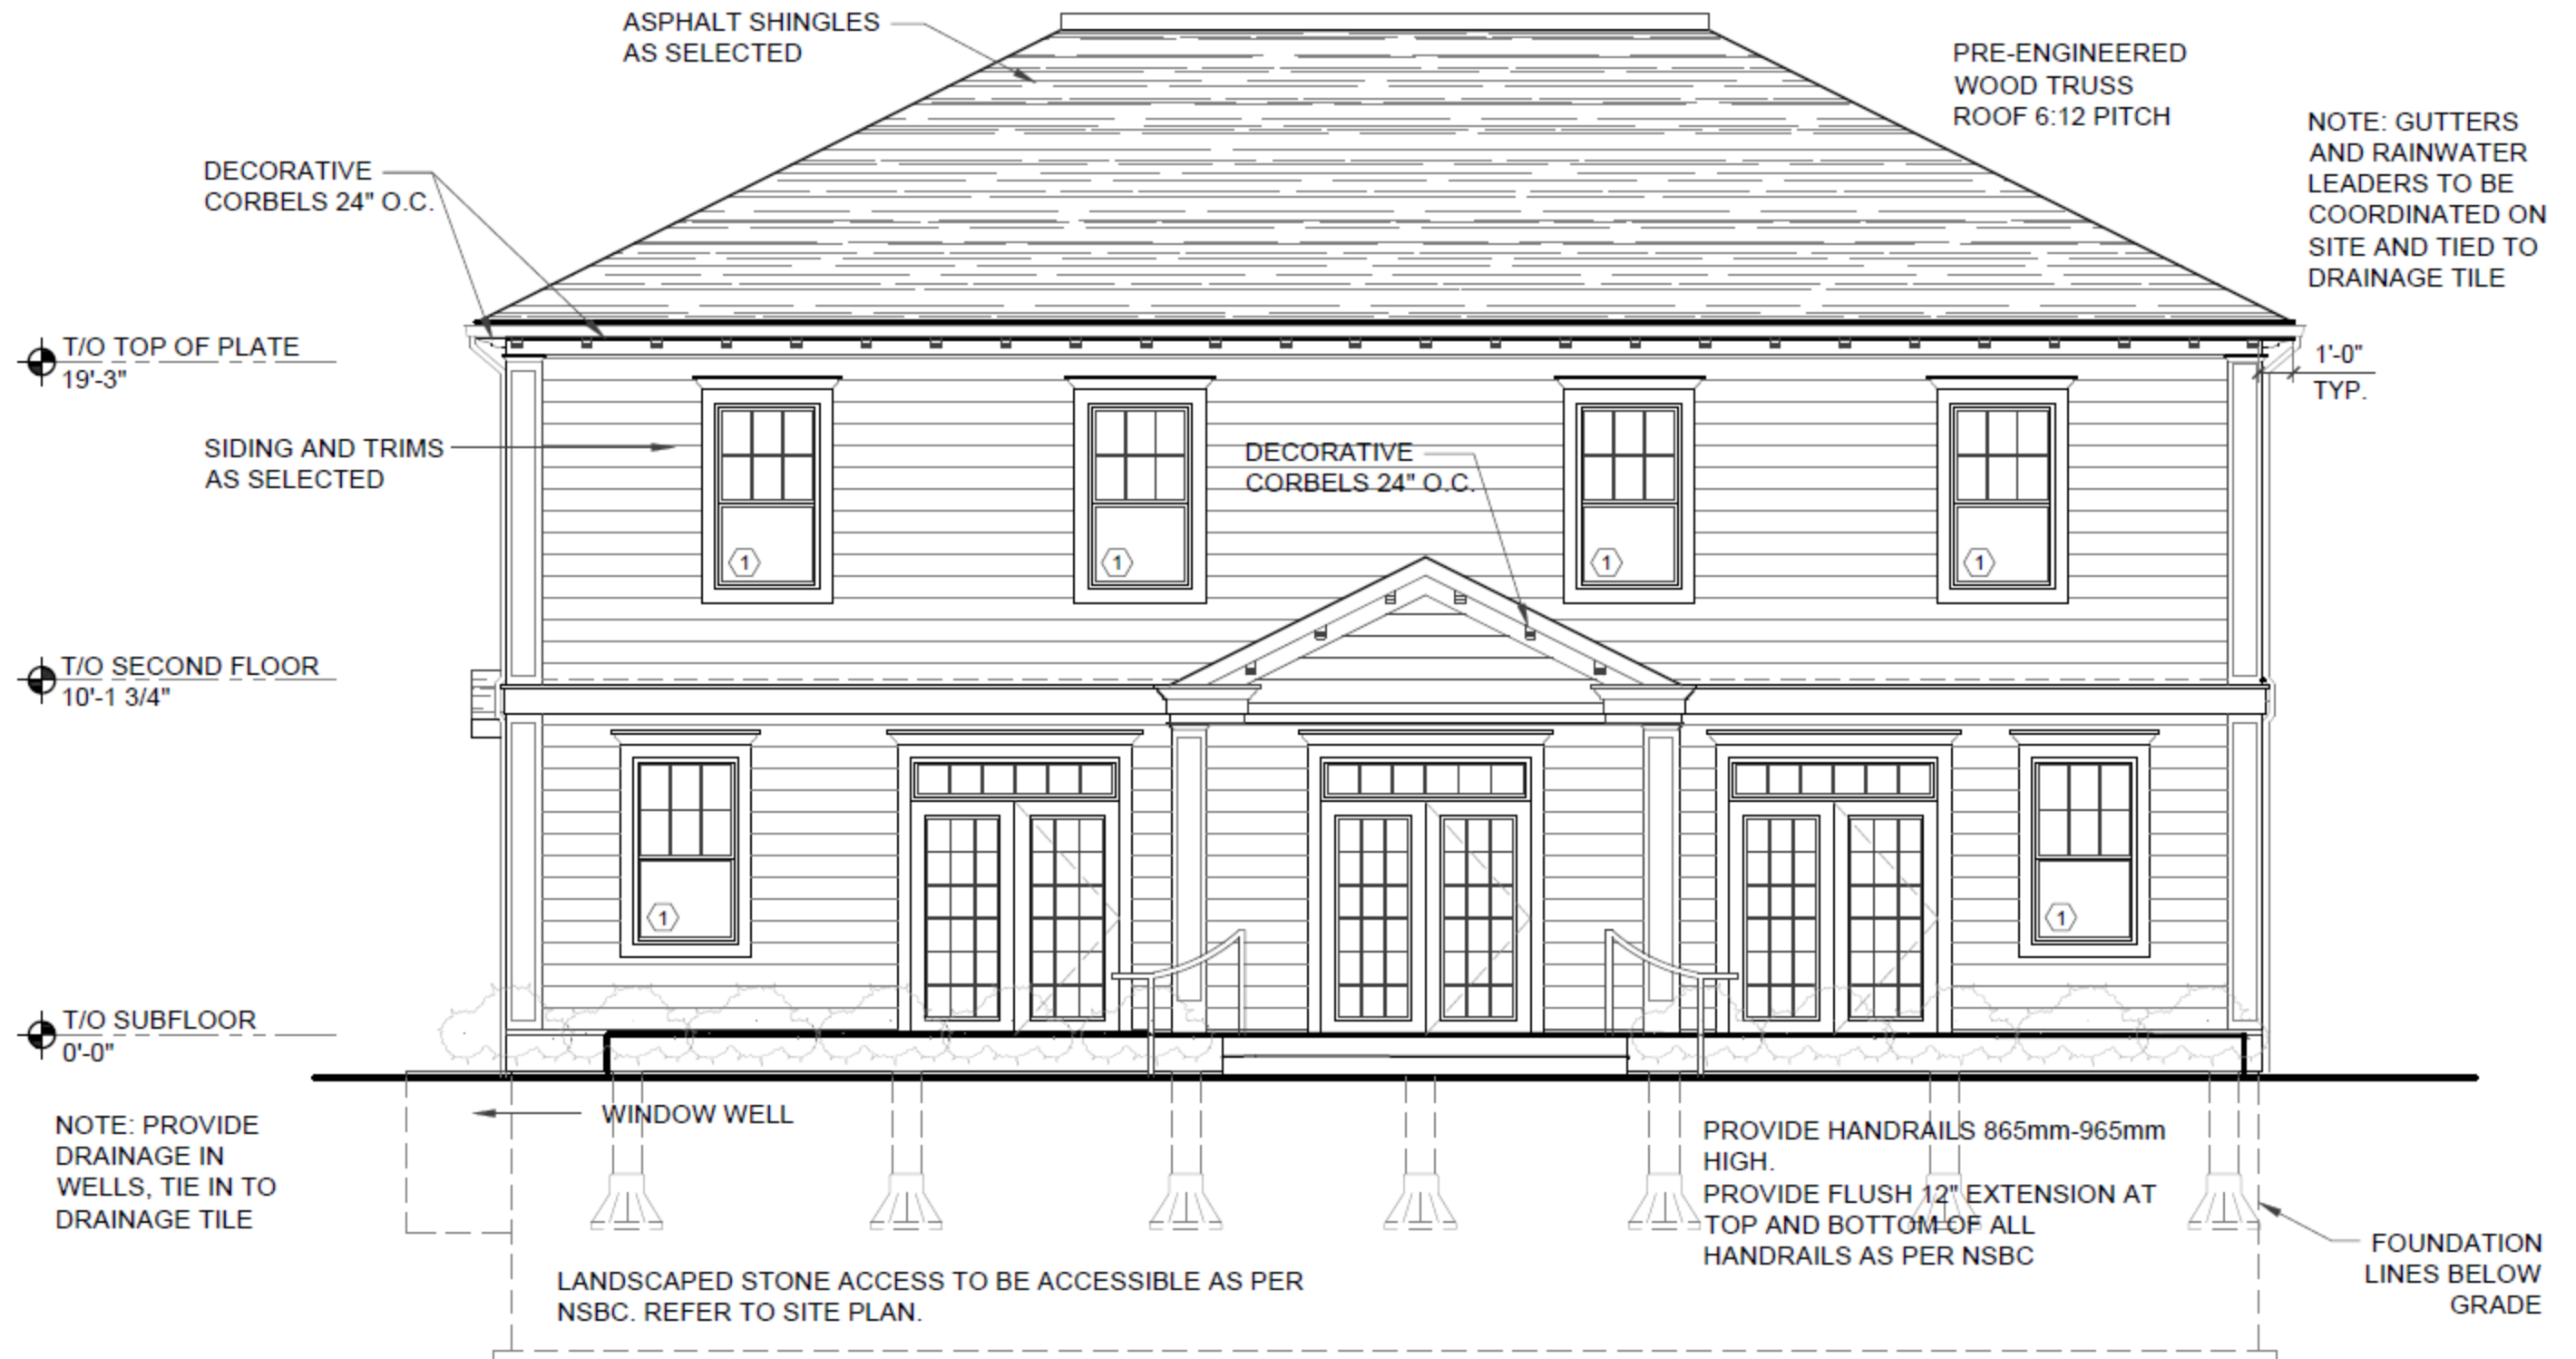 ASPHALT SHINGLES
AS SELECTED
PRE-ENGINEERED
WOOD TRUSS
ROOF 6:12 PITCH
NOTE: GUTTERS
AND RAINWATER
LEADERS TO BE
COORDINATED ON
SITE AND TIED TO
DRAINAGE TILE
DECORATIVE
CORBELS 24" O.C.
T/O TOP OF PLATE
19'-3"
1'-0"
TYP.
SIDING AND TRIMS
AS SELECTED
DECORATIVE
CORBELS 24" O.C.
1
1
1
1
T/O SECOND FLOOR
10'-1 3/4"
1
1
T/O SUBFLOOR
0'-0"
WINDOW WELL
NOTE: PROVIDE
DRAINAGE IN
WELLS, TIE IN TO
DRAINAGE TILE
PROVIDE HANDRAILS 865mm-965mm
HIGH.
PROVIDE FLUSH 12" EXTENSION AT
TOP AND BOTTOM OF ALL
HANDRAILS AS PER NSBC
FOUNDATION
LINES BELOW
GRADE
LANDSCAPED STONE ACCESS TO BE ACCESSIBLE AS PER
NSBC. REFER TO SITE PLAN.